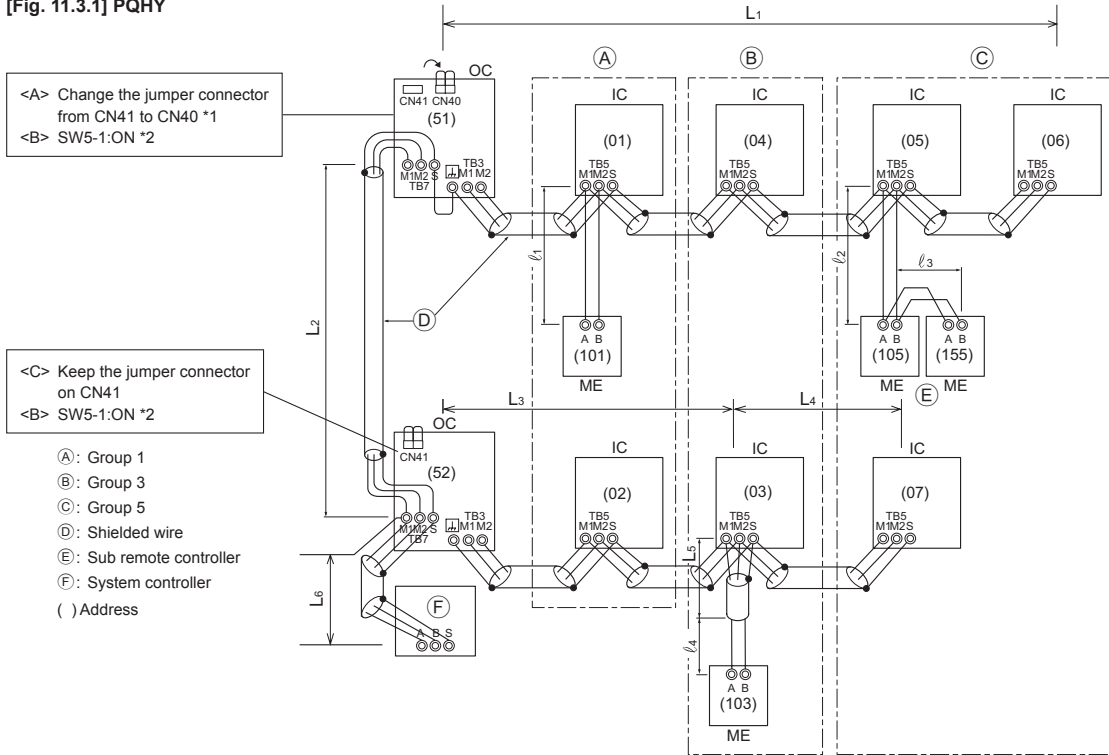 [Fig. 11.3.1] PQHY
L1
A
B
C
<A> Change the jumper connector
from CN41 to CN40 *1
<B> SW5-1:ON *2
OC
CN41 CN40
(51)
M1M2 S
TB7
TB3
M1 M2
IC
(01)
TB5
M1M2S
IC
(04)
TB5
M1M2S
IC
(05)
TB5
M1M2S
IC
(06)
TB5
M1M2S
ℓ1
ℓ2
ℓ3
L2
D
A B
(101)
ME
A B
(105)
ME
A B
(155)
ME
E
<C> Keep the jumper connector
on CN41
<B> SW5-1:ON *2
L3
L4
OC
CN41
(52)
M1M2 S
TB7
TB3
M1M2
IC
(02)
TB5
M1M2S
IC
(03)
TB5
M1M2S
IC
(07)
TB5
M1M2S
A: Group 1
B: Group 3
C: Group 5
D: Shielded wire
E: Sub remote controller
F: System controller
( ) Address
L5
L6
F
A B S
ℓ4
A B
(103)
ME